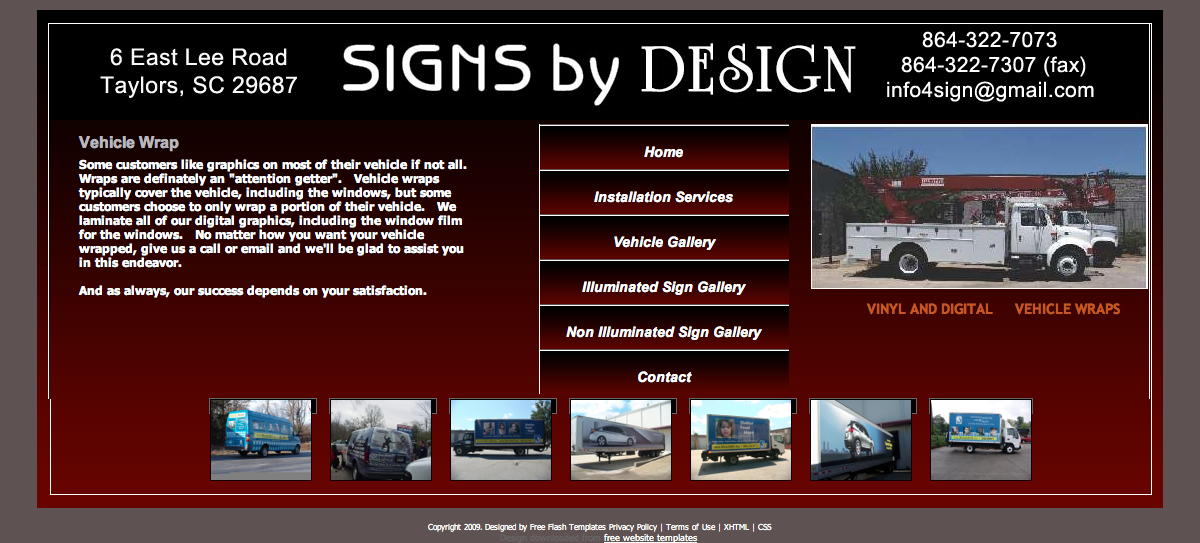 6 East Lee Road
Taylors, SC 29687
SIGNS by DESIGN
864-322-7073
864-322-7307 (fax)
info4sign@gmail.com
Vehicle Wrap
Some customers like graphics on most of their vehicle if not all.
Wraps are definately an "attention getter".   Vehicle wraps
typically cover the vehicle, including the windows, but some
customers choose to only wrap a portion of their vehicle.   We
laminate all of our digital graphics, including the window film
for the windows.   No matter how you want your vehicle
wrapped, give us a call or email and we'll be glad to assist you
in this endeavor.
And as always, our success depends on your satisfaction.
Home
Installation Services
Vehicle Gallery
Illuminated Sign Gallery
Non Illuminated Sign Gallery
Contact
VINYL AND DIGITAL
VEHICLE WRAPS
Copyright 2009. Designed by Free Flash Templates Privacy Policy | Terms of Use | XHTML | CSS
Design downloaded from free website templates